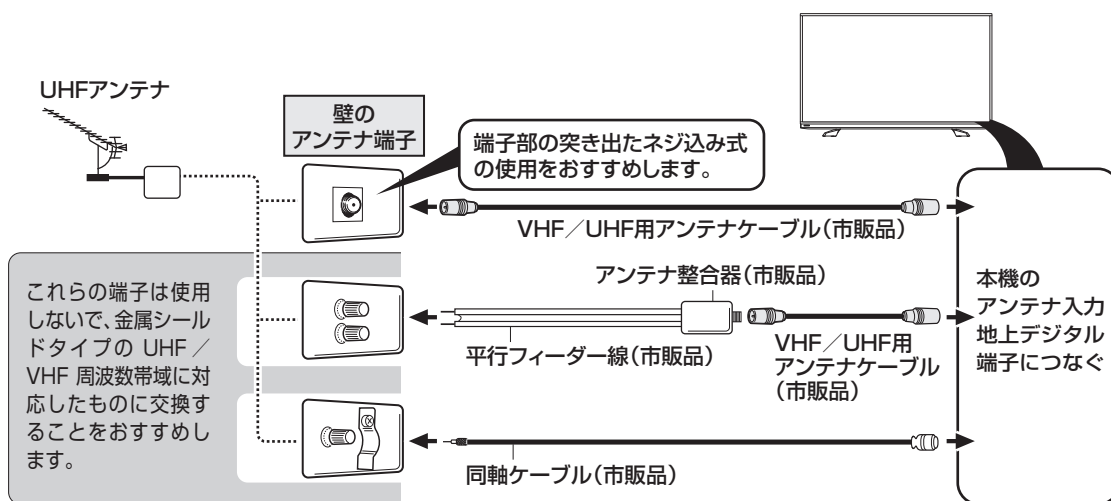 UHFアンテナ
壁の
アンテナ端子
端子部の突き出たネジ込み式
の使用をおすすめします。
VHF／UHF用アンテナケーブル（市販品）
これらの端子は使用
しないで、金属シール
ドタイプの UHF／
VHF 周波数帯域に対
応したものに交換す
ることをおすすめし
ます。
アンテナ整合器（市販品）
平行フィーダー線（市販品）
VHF／UHF用
アンテナケーブル
（市販品）
同軸ケーブル（市販品）
本機の
アンテナ入力
地上デジタル
端子につなぐ